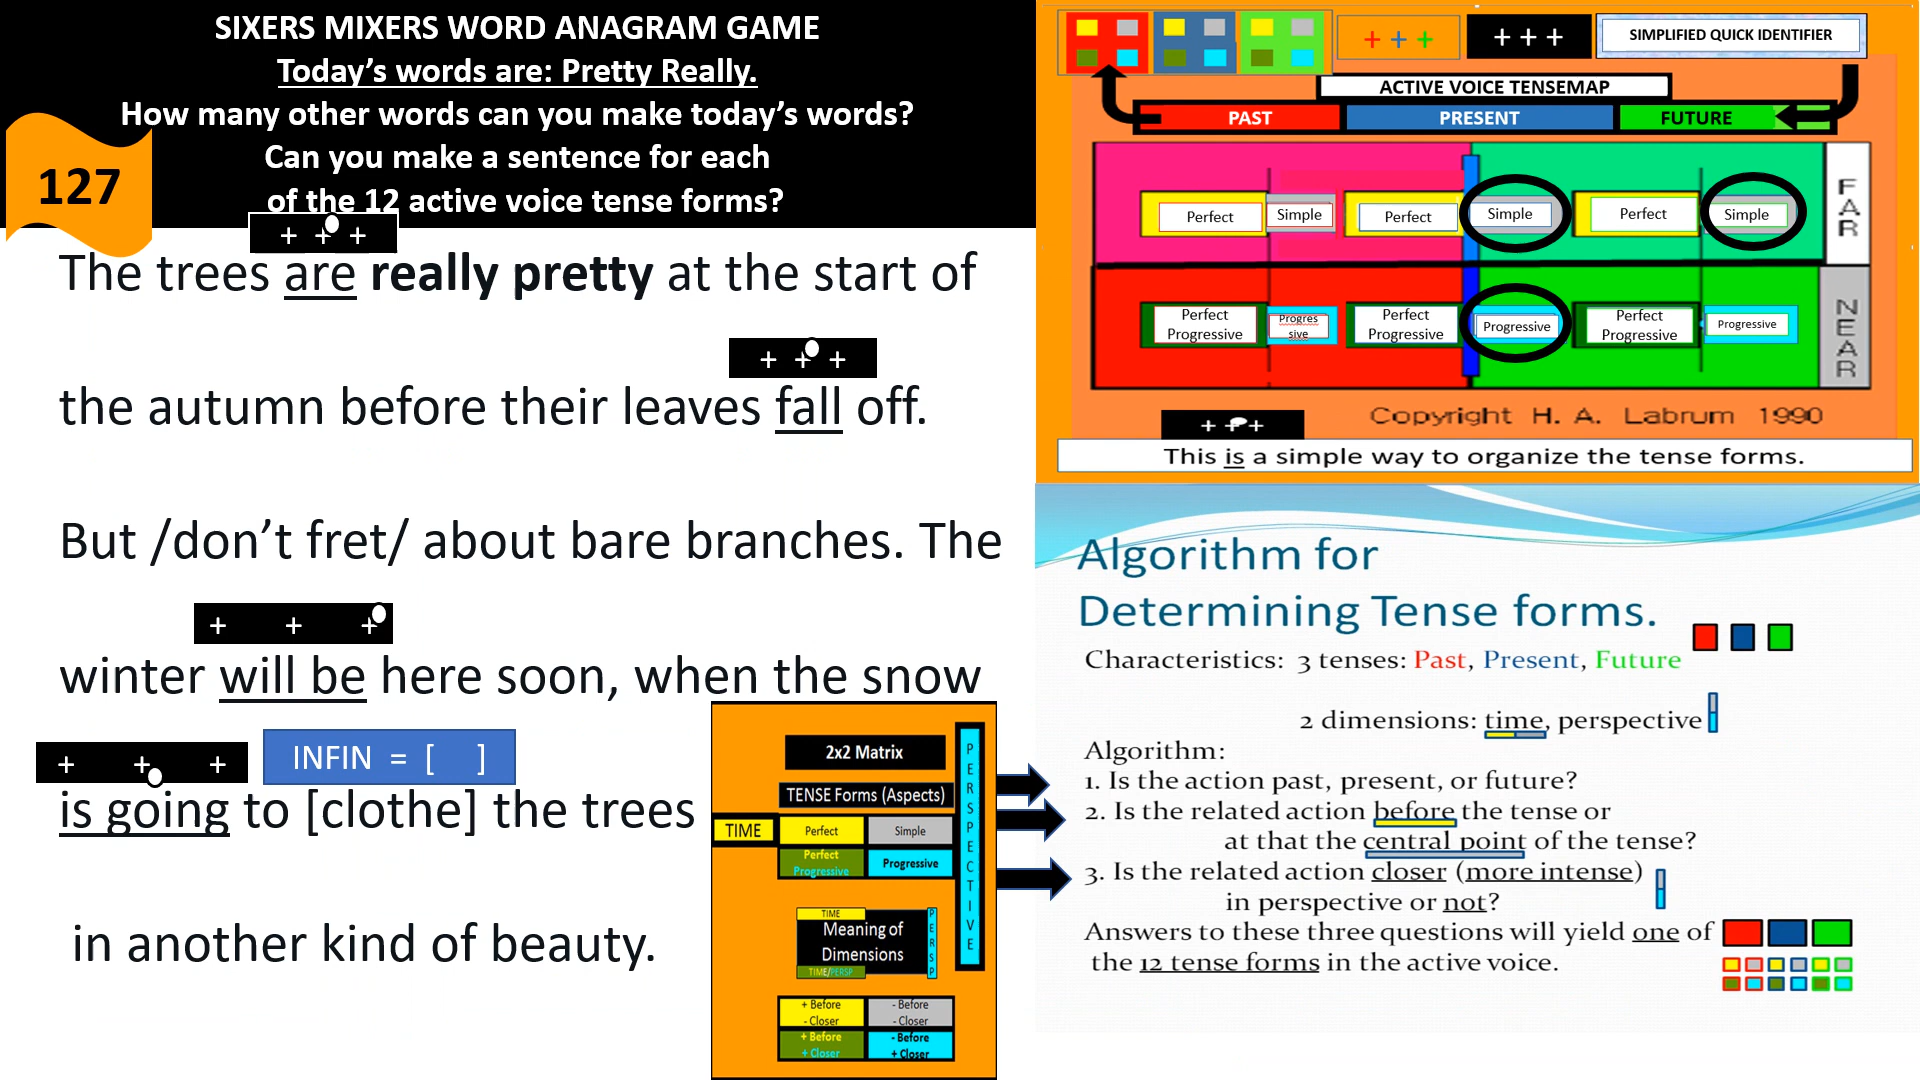 SIXERS MIXERS WORD ANAGRAM GAME
Today's words are: Pretty Really.
How many other words can you make today's words?
Can you make a sentence for each
of the 12 active voice tense forms?
127
+ + +
The trees are really pretty at the start of
+ + +
the autumn before their leaves fall off.
But /don't fret/ about bare branches. The
+ + +
winter will be here soon, when the snow
+ + +
INFIN = [ ]
is going to [clothe] the trees
in another kind of beauty.
2x2 Matrix
TENSE Forms (Aspects)
TIME
Perfect
Simple
Perfect
Progressive
Progressive
PERSPECTIVE
TIME
Meaning of
Dimensions
PERSP
TIME/PERSP
+ Before
- Closer
- Before
- Closer
+ Before
+ Closer
- Before
+ Closer
+ + +
+ + +
SIMPLIFIED QUICK IDENTIFIER
ACTIVE VOICE TENSEMAP
PAST
PRESENT
FUTURE
Perfect
Simple
Perfect
Simple
Perfect
Simple
FAR
Perfect
Progressive
Progres
sive
Perfect
Progressive
Progressive
Perfect
Progressive
Progressive
NEAR
+ + +
Copyright H. A. Labrum 1990
This is a simple way to organize the tense forms.
Algorithm for
Determining Tense forms.
Characteristics: 3 tenses: Past, Present, Future
2 dimensions: time, perspective
Algorithm:
1. Is the action past, present, or future?
2. Is the related action before the tense or
at that the central point of the tense?
3. Is the related action closer (more intense)
in perspective or not?
Answers to these three questions will yield one of
the 12 tense forms in the active voice.